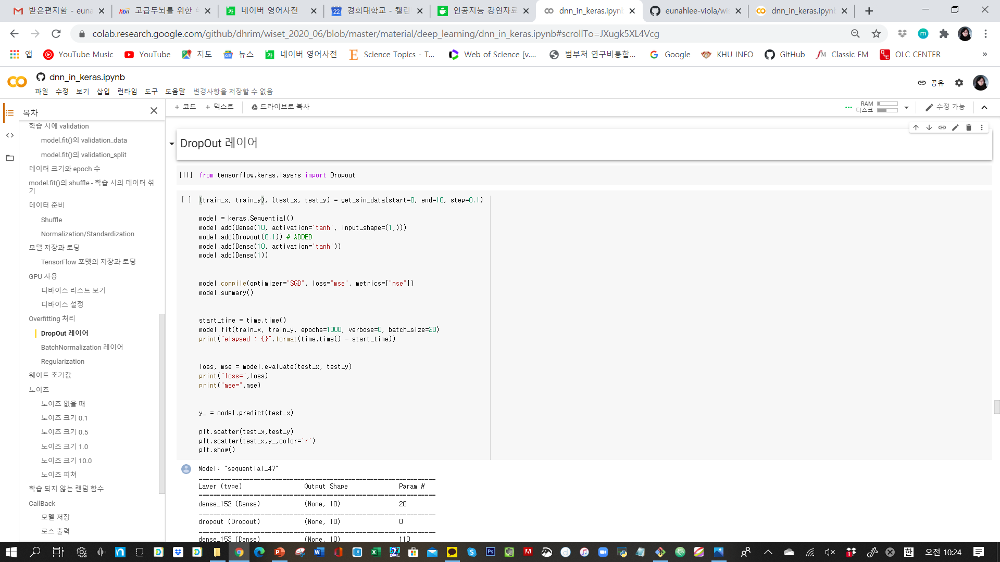 받은편지함 - euna
고급두뇌를 위한
네이버 영어사전
경희대학교 - 캘린
인공지능 강연자료
dnn_in_keras.ipynb
eunahlee-viola/wis
dnn_in_keras.ipynb
colab.research.google.com/github/dhrim/wiset_2020_06/blob/master/material/deep_learning/dnn_in_keras.ipynb#scrollTo=JXugk5XL4Vcg
앱 YouTube Music YouTube 지도 뉴스 네이버 영어사전 Science Topics - T... Web of Science [v.... 범부처 연구비통합... Google KHU INFO GitHub Classic FM OLC CENTER »
dnn_in_keras.ipynb
파일 수정 보기 삽입 런타임 도구 도움말 변경사항을 저장할 수 없음
공유
+ 코드 + 텍스트 드라이브로 복사
RAM
디스크
수정 가능
목차
학습 시에 validation
model.fit()의 validation_data
model.fit()의 validation_split
데이터 크기와 epoch 수
model.fit()의 shuffle - 학습 시의 데이터 섞
기
데이터 준비
Shuffle
Normalization/Standardization
모델 저장과 로딩
TensorFlow 포멧의 저장과 로딩
GPU 사용
디바이스 리스트 보기
디바이스 설정
Overfitting 처리
DropOut 레이어
BatchNormalization 레이어
Regularization
웨이트 초기값
노이즈
노이즈 없을 때
노이즈 크기 0.1
노이즈 크기 0.5
노이즈 크기 1.0
노이즈 크기 10.0
노이즈 피쳐
학습 되지 않는 랜덤 함수
CallBack
모델 저장
로스 출력
DropOut 레이어
[11] from tensorflow.keras.layers import Dropout
[ ] (train_x, train_y), (test_x, test_y) = get_sin_data(start=0, end=10, step=0.1)
model = keras.Sequential()
model.add(Dense(10, activation='tanh', input_shape=(1,)))
model.add(Dropout(0.1)) # ADDED
model.add(Dense(10, activation='tanh'))
model.add(Dense(1))
model.compile(optimizer="SGD", loss="mse", metrics=["mse"])
model.summary()
start_time = time.time()
model.fit(train_x, train_y, epochs=1000, verbose=0, batch_size=20)
print("elapsed : {}".format(time.time() - start_time))
loss, mse = model.evaluate(test_x, test_y)
print("loss=",loss)
print("mse=",mse)
y_ = model.predict(test_x)
plt.scatter(test_x,test_y)
plt.scatter(test_x,y_,color='r')
plt.show()
Model: "sequential_47"
Layer (type) Output Shape Param #
dense_152 (Dense) (None, 10) 20
dropout (Dropout) (None, 10) 0
dense_153 (Dense) (None, 10) 110
한 오전 10:24